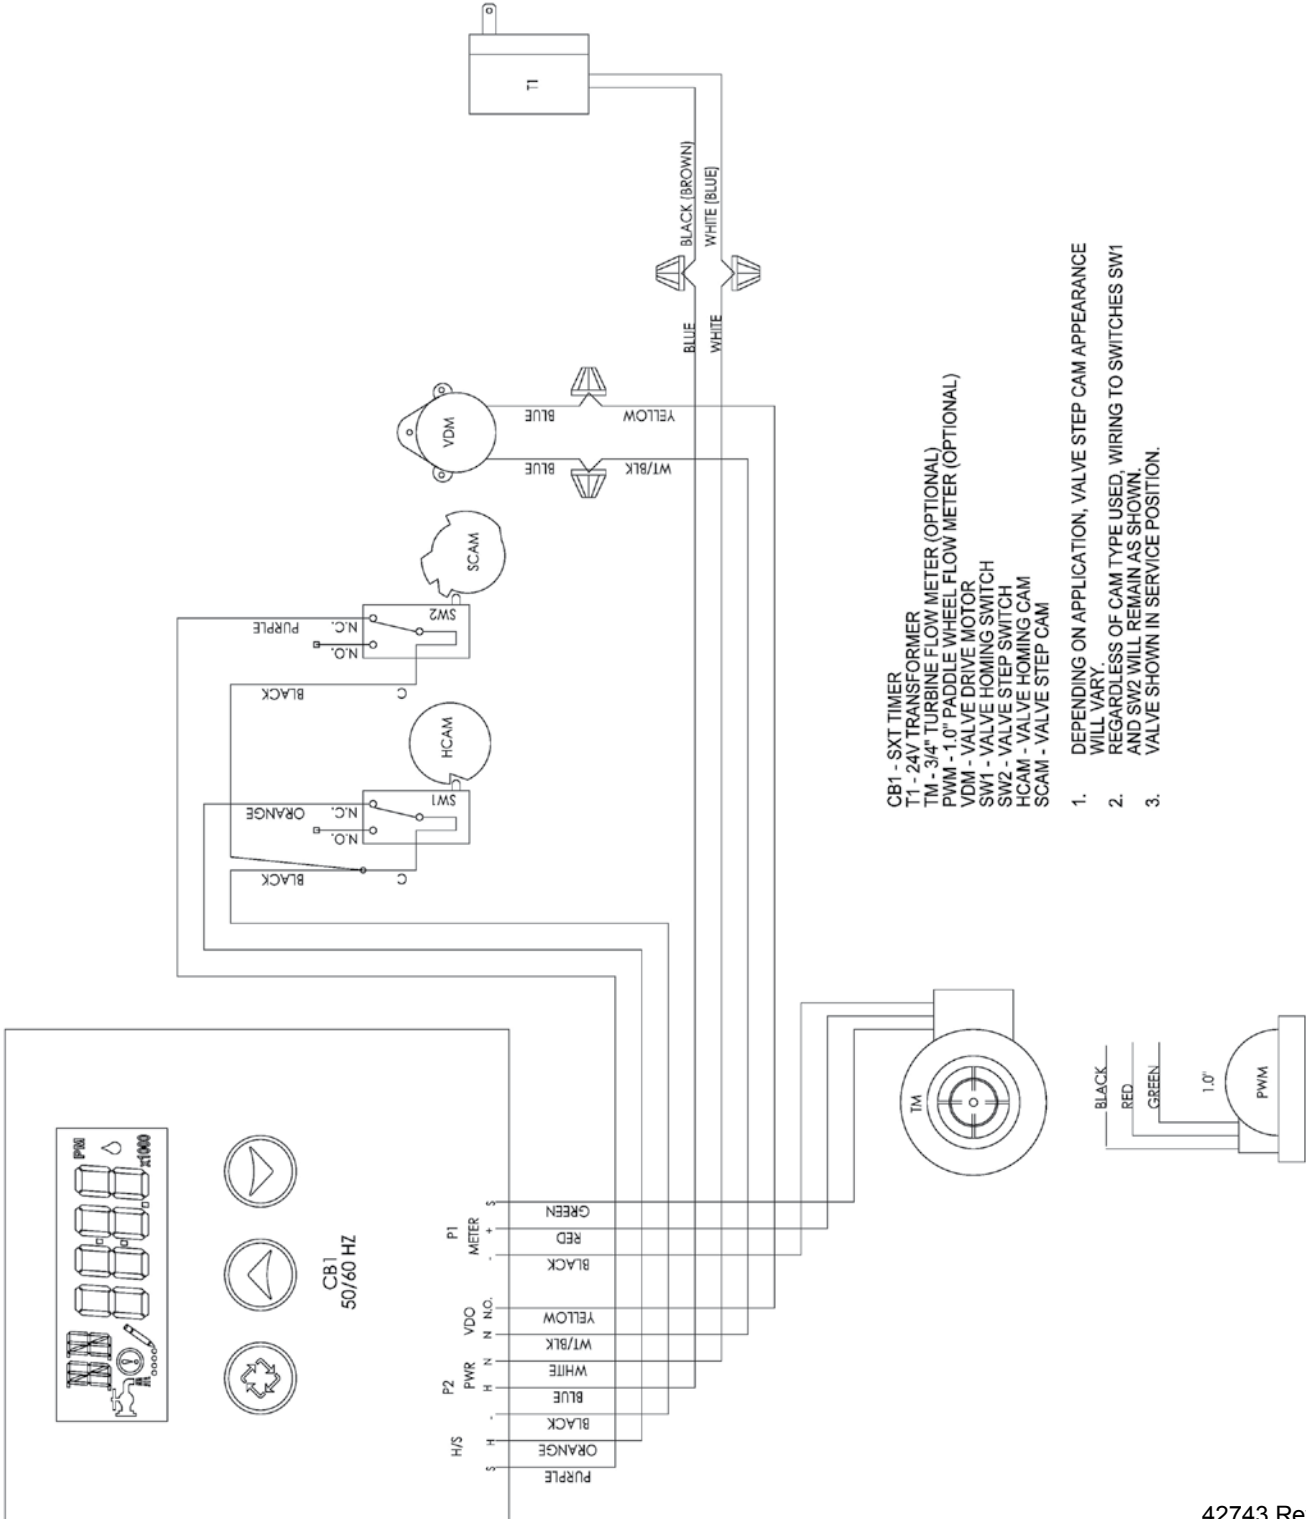 T1
BLACK (BROWN)
WHITE (BLUE)
BLUE
WHITE
VDM
BLUE
YELLOW
BLUE
WT/BLK
SCAM
SW2
PURPLE
N.C.
N.O.
BLACK
C
HCAM
SW1
ORANGE
N.C.
N.O.
BLACK
C
CB1 - SXT TIMER
T1 - 24V TRANSFORMER
TM - 3/4" TURBINE FLOW METER (OPTIONAL)
PWM - 1.0" PADDLE WHEEL FLOW METER (OPTIONAL)
VDM - VALVE DRIVE MOTOR
SW1 - VALVE HOMING SWITCH
SW2 - VALVE STEP SWITCH
HCAM - VALVE HOMING CAM
SCAM - VALVE STEP CAM
1. DEPENDING ON APPLICATION, VALVE STEP CAM APPEARANCE
WILL VARY.
2. REGARDLESS OF CAM TYPE USED, WIRING TO SWITCHES SW1
AND SW2 WILL REMAIN AS SHOWN.
3. VALVE SHOWN IN SERVICE POSITION.
PM
x1000
CB1
50/60 HZ
P1
METER
S
+
-
GREEN
RED
BLACK
VDO
N.O.
N
YELLOW
WT/BLK
P2
PWR
N
H
WHITE
BLUE
H/S
-
H
S
BLACK
ORANGE
PURPLE
TM
BLACK
RED
GREEN
1.0"
PWM
42743 Re